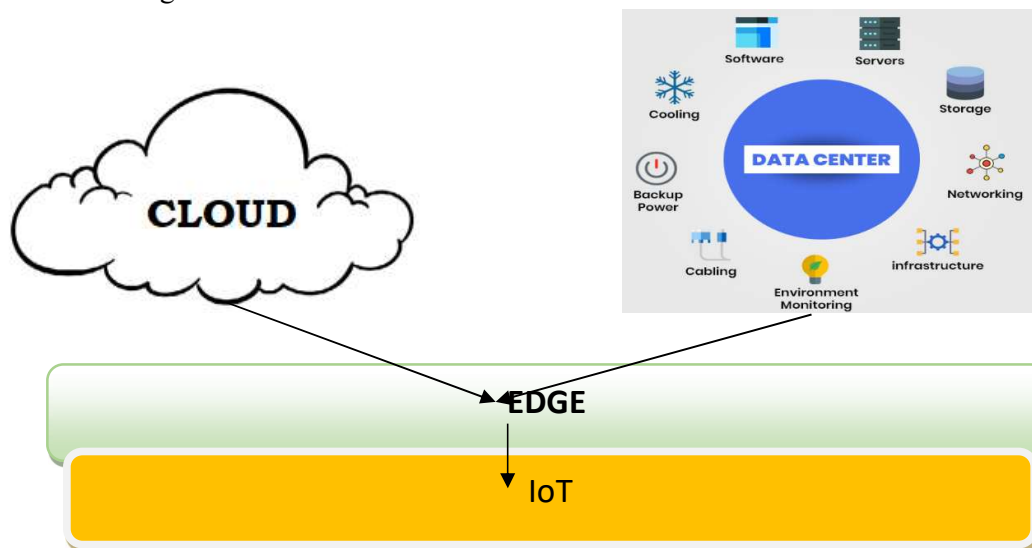 Software
Servers
Cooling
Storage
DATA CENTER
Backup
Power
Networking
Cabling
infrastructure
Environment
Monitoring
CLOUD
EDGE
IoT